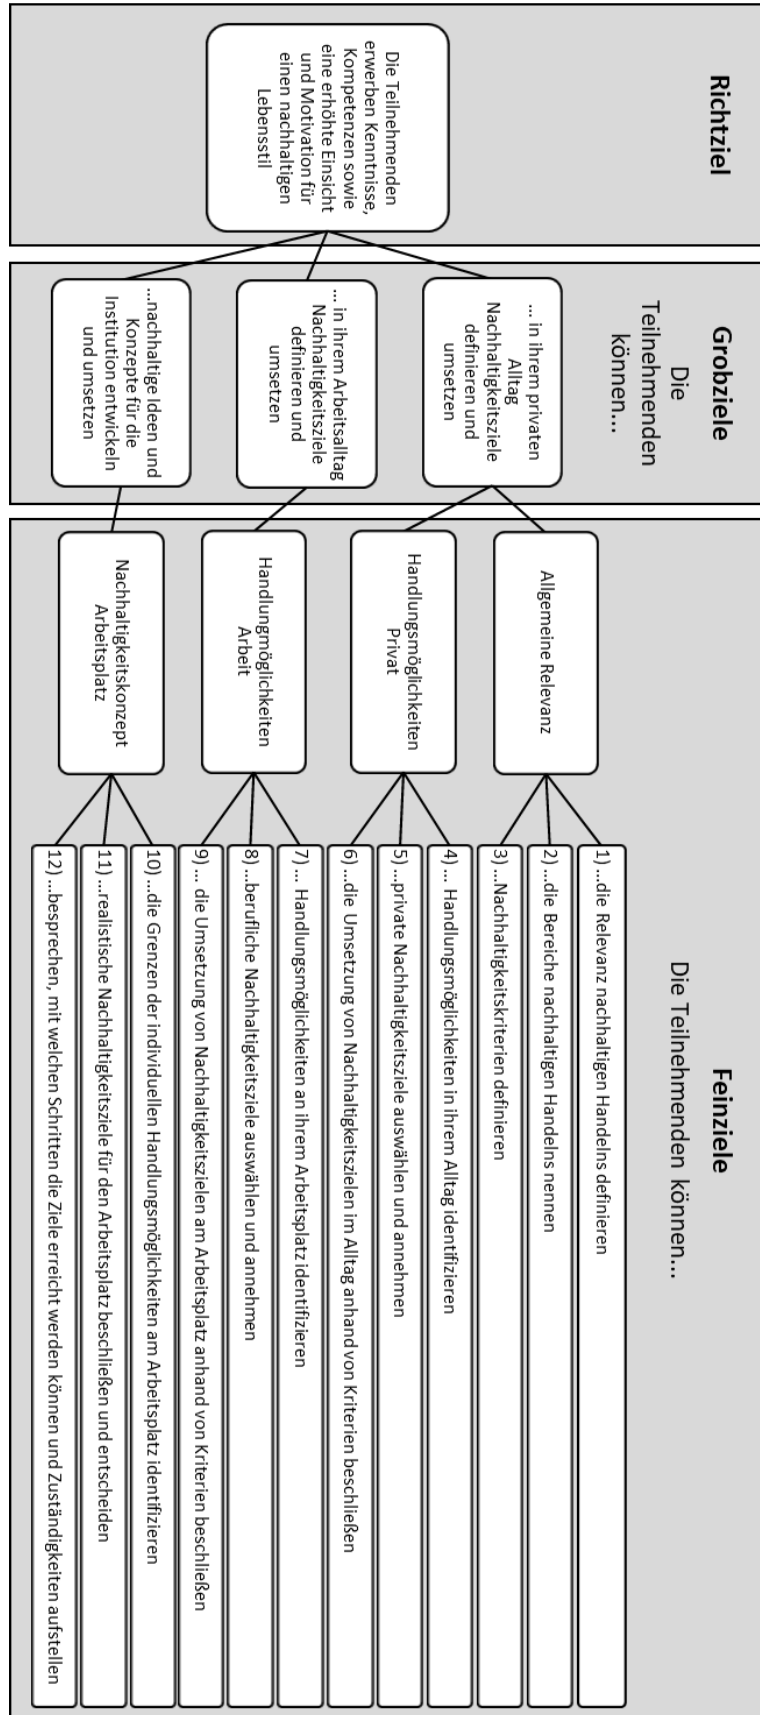 Richtziel
Die Teilnehmenden
erwerben Kenntnisse,
Kompetenzen sowie
eine erhöhte Einsicht
und Motivation für
einen nachhaltigen
Lebensstil
Grobziele
Die
Teilnehmenden
können...
... in ihrem privaten
Alltag
Nachhaltigkeitsziele
definieren und
umsetzen
... in ihrem Arbeitsalltag
Nachhaltigkeitsziele
definieren und
umsetzen
...nachhaltige Ideen und
Konzepte für die
Institution entwickeln
und umsetzen
Feinziele
Die Teilnehmenden können...
Allgemeine Relevanz
Handlungsmöglichkeiten
Privat
Handlungmöglichkeiten
Arbeit
Nachhaltigkeitskonzept
Arbeitsplatz
1) ...die Relevanz nachhaltigen Handelns definieren
2) ...die Bereiche nachhaltigen Handelns nennen
3) ...Nachhaltigkeitskriterien definieren
4) ... Handlungsmöglichkeiten in ihrem Alltag identifizieren
5) ...private Nachhaltigkeitsziele auswählen und annehmen
6) ...die Umsetzung von Nachhaltigkeitszielen im Alltag anhand von Kriterien beschließen
7) ... Handlungsmöglichkeiten an ihrem Arbeitsplatz identifizieren
8) ...berufliche Nachhaltigkeitsziele auswählen und annehmen
9) ... die Umsetzung von Nachhaltigkeitszielen am Arbeitsplatz anhand von Kriterien beschließen
10) ...die Grenzen der individuellen Handlungsmöglichkeiten am Arbeitsplatz identifizieren
11) ...realistische Nachhaltigkeitsziele für den Arbeitsplatz beschließen und entscheiden
12) ...besprechen, mit welchen Schritten die Ziele erreicht werden können und Zuständigkeiten aufstellen